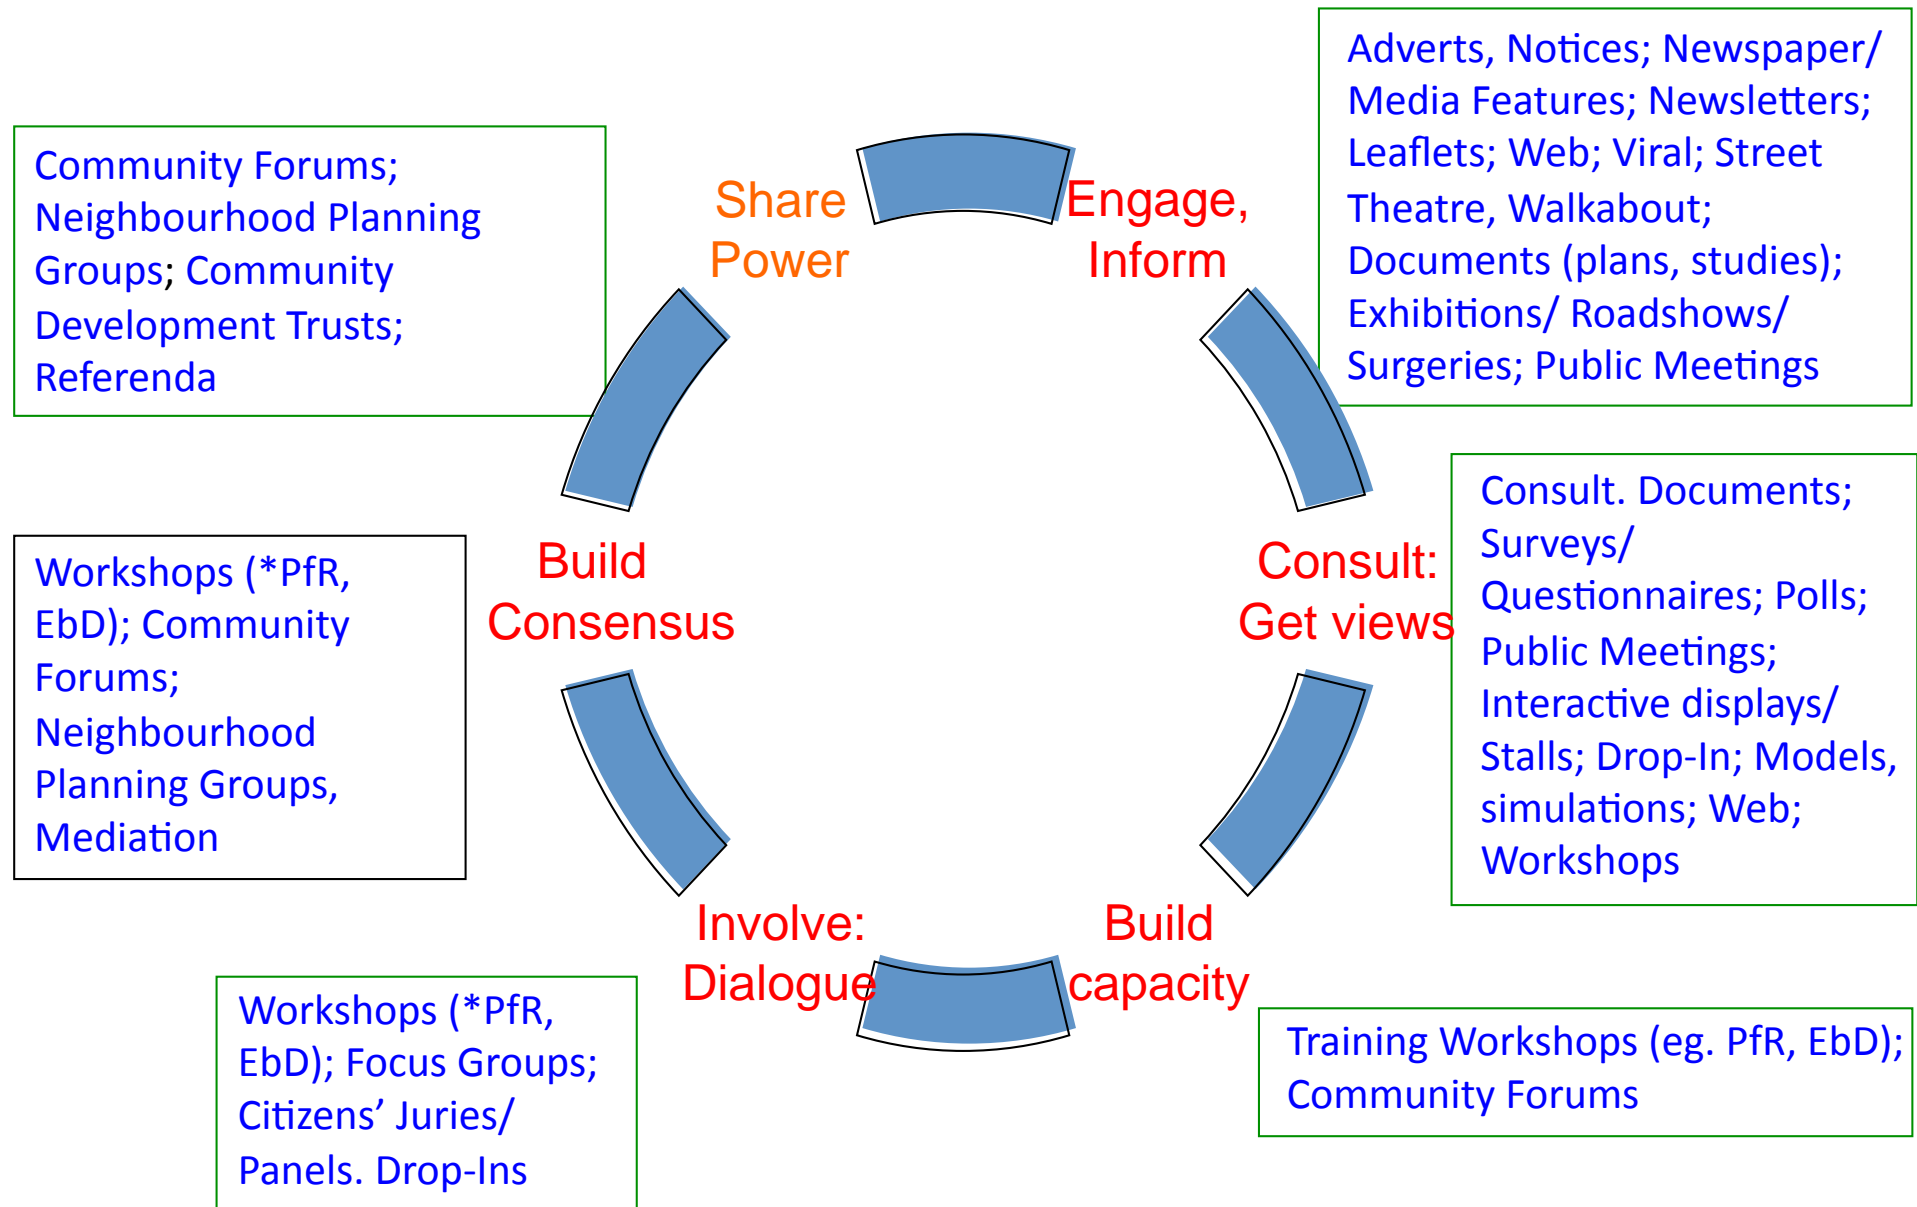 Adverts, Notices; Newspaper/
Media Features; Newsletters;
Leaflets; Web; Viral; Street
Theatre, Walkabout;
Documents (plans, studies);
Exhibitions/ Roadshows/
Surgeries; Public Meetings
Community Forums;
Neighbourhood Planning
Groups; Community
Development Trusts;
Referenda
Share
Power
Engage,
Inform
Consult. Documents;
Surveys/
Questionnaires; Polls;
Public Meetings;
Interactive displays/
Stalls; Drop-In; Models,
simulations; Web;
Workshops
Workshops (*PfR,
EbD); Community
Forums;
Neighbourhood
Planning Groups,
Mediation
Build
Consensus
Consult:
Get views
Involve:
Dialogue
Build
capacity
Workshops (*PfR,
EbD); Focus Groups;
Citizens’ Juries/
Panels. Drop-Ins
Training Workshops (eg. PfR, EbD);
Community Forums